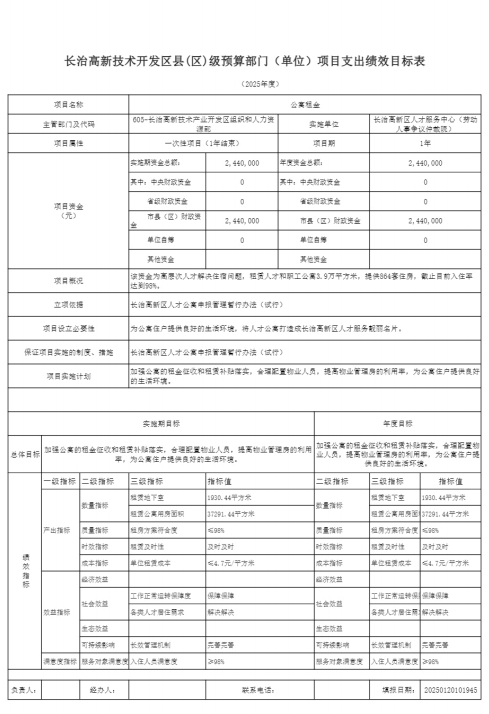 长治高新技术开发区县(区)级预算部门（单位）项目支出绩效目标表
（2025年度）
项目名称 公寓租金
主管部门及代码 605-长治高新技术产业开发区组织和人力资源部 实施单位 长治高新区人才服务中心（劳动人事争议仲裁院）
项目属性 一次性项目（1年结束） 项目期 1年
项目资金（元） 实施期资金总额： 2,440,000 年度资金总额： 2,440,000
其中：中央财政资金 0 其中：中央财政资金 0
省级财政资金 0 省级财政资金 0
市县（区）财政资金 2,440,000 市县（区）财政资金 2,440,000
单位自筹 0 单位自筹 0
其他资金 其他资金
项目概况 该资金为高层次人才解决住宿问题，租赁人才和职工公寓3.9万平方米，提供864套住房，截止目前入住率达到98%。
立项依据 长治高新区人才公寓申报管理暂行办法（试行）
项目设立必要性 为公寓住户提供良好的生活环境，将人才公寓打造成长治高新区人才服务靓丽名片。
保证项目实施的制度、措施 长治高新区人才公寓申报管理暂行办法（试行）
项目实施计划 加强公寓的租金征收和租赁补贴落实，合理配置物业人员，提高物业管理房的利用率，为公寓住户提供良好的生活环境。
实施期目标 年度目标
总体目标 加强公寓的租金征收和租赁补贴落实，合理配置物业人员，提高物业管理房的利用率，为公寓住户提供良好的生活环境。 加强公寓的租金征收和租赁补贴落实，合理配置物业人员，提高物业管理房的利用率，为公寓住户提供良好的生活环境。
绩效指标 一级指标 二级指标 三级指标 指标值 二级指标 三级指标 指标值
产出指标 数量指标 租赁地下室 1930.44平方米 数量指标 租赁地下室 1930.44平方米
租赁公寓用房面积 37291.44平方米 租赁公寓用房面积 37291.44平方米
质量指标 租房方案符合度 ≤98% 质量指标 租房方案符合度 ≤98%
时效指标 租赁及时性 及时及时 时效指标 租赁及时性 及时及时
成本指标 单位租赁成本 ≤4.7元/平方米 成本指标 单位租赁成本 ≤4.7元/平方米
效益指标 经济效益 经济效益
社会效益 工作正常运转保障度 保障保障 社会效益 工作正常运转保 保障保障
各类人才居住需求 解决解决 各类人才居住需 解决解决
生态效益 生态效益
可持续影响 长效管理机制 完善完善 可持续影响 长效管理机制 完善完善
满意度指标 服务对象满意度 入住人员满意度 ≥98% 服务对象满意度 入住人员满意度 ≥98%
负责人： 经办人： 联系电话： 填报日期： 20250120101945